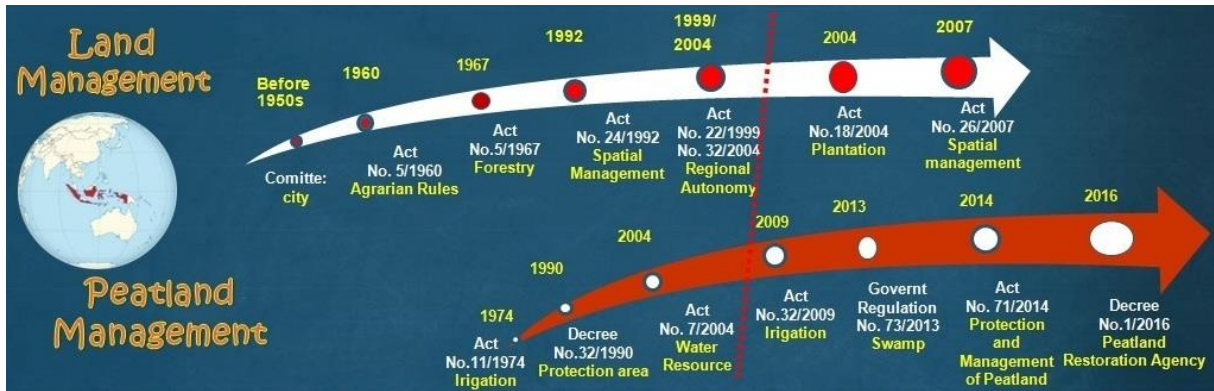 Land
Management
Before
1950s
1960
1967
1992
1999/
2004
2004
2007
Comitte:
city
Act
No. 5/1960
Agrarian Rules
Act
No.5/1967
Forestry
Act
No. 24/1992
Spatial
Management
Act
No. 22/1999
No. 32/2004
Regional
Autonomy
Act
No.18/2004
Plantation
Act
No. 26/2007
Spatial
management
Peatland
Management
1974
1990
2004
2009
2013
2014
2016
Act
No.11/1974
Irrigation
Decree
No.32/1990
Protection area
Act
No. 7/2004
Water
Resource
Act
No.32/2009
Irrigation
Governt
Regulation
No. 73/2013
Swamp
Act
No. 71/2014
Protection
and
Management
of Peatland
Decree
No.1/2016
Peatland
Restoration Agency